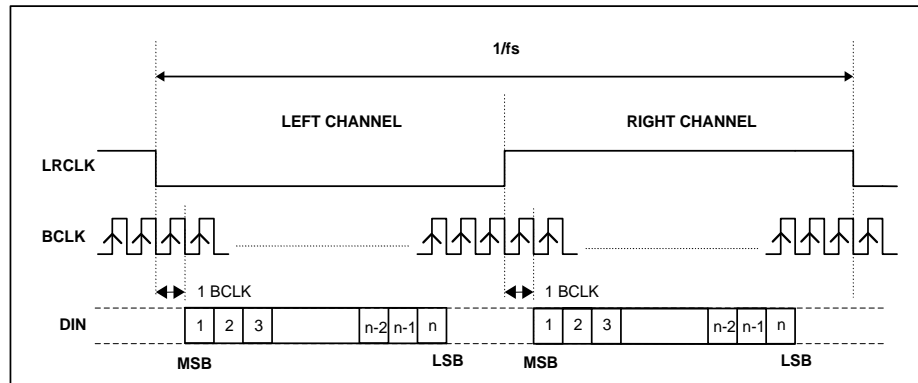 1/fs
LEFT CHANNEL RIGHT CHANNEL
LRCLK
BCLK
1 BCLK 1 BCLK
DIN 1 2 3 n-2 n-1 n 1 2 3 n-2 n-1 n
MSB LSB MSB LSB